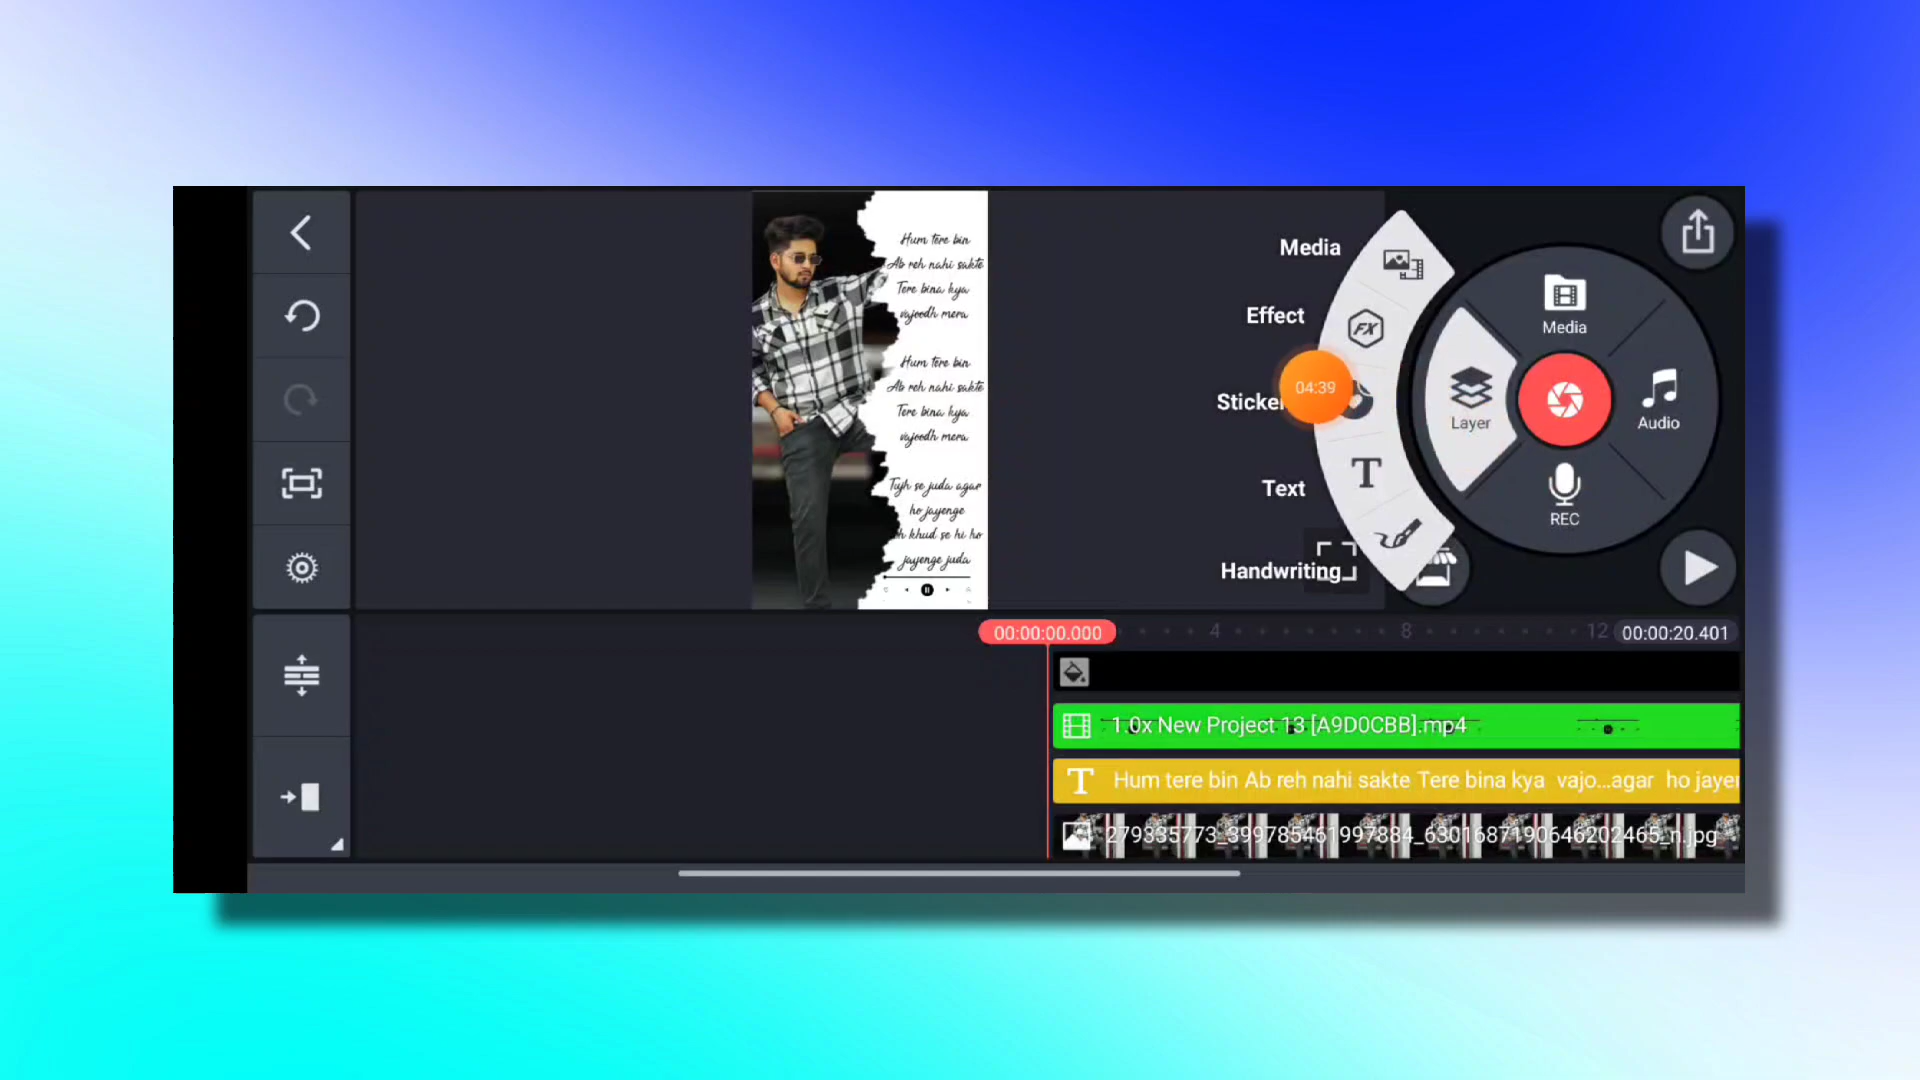 Media
Effect
04:39
Text
Handwriting
Media
Layer
Audio
REC
Hum tere bin
Ab reh nahi sakte
Tere bina kya
vajoodh mera
Hum tere bin
Ab reh nahi sakte
Tere bina kya
vajoodh mera
Tujh se juda agar
ho jayenge
khud se hi ho
jayenge juda
00:00:00.000
4
8
12
00:00:20.401
1.0x New Project 13 [A9D0CBB].mp4
T Hum tere bin Ab reh nahi sakte Tere bina kya vajo...agar ho jayer
279335773_399785461997884_6301687190646202465_n.jpg